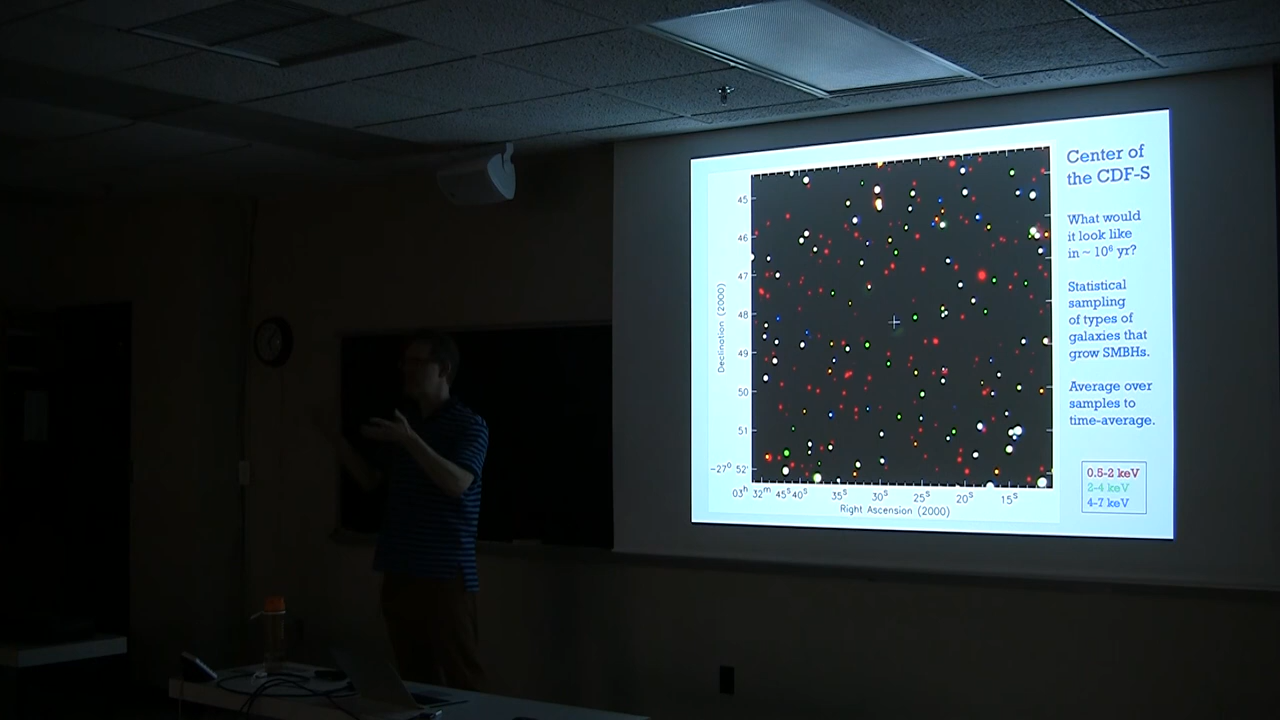 Center of
the CDF-S
What would
it look like
in ~ 10⁶ yr?
Statistical
sampling
of types of
galaxies that
grow SMBHs.
Average over
samples to
time-average.
0.5-2 keV
2-4 keV
4-7 keV
Declination (2000)
45
46
47
48
49
50
51
-27⁰ 52'
03ʰ 32ᵐ 45ˢ 40ˢ 35ˢ 30ˢ 25ˢ 20ˢ 15ˢ
Right Ascension (2000)